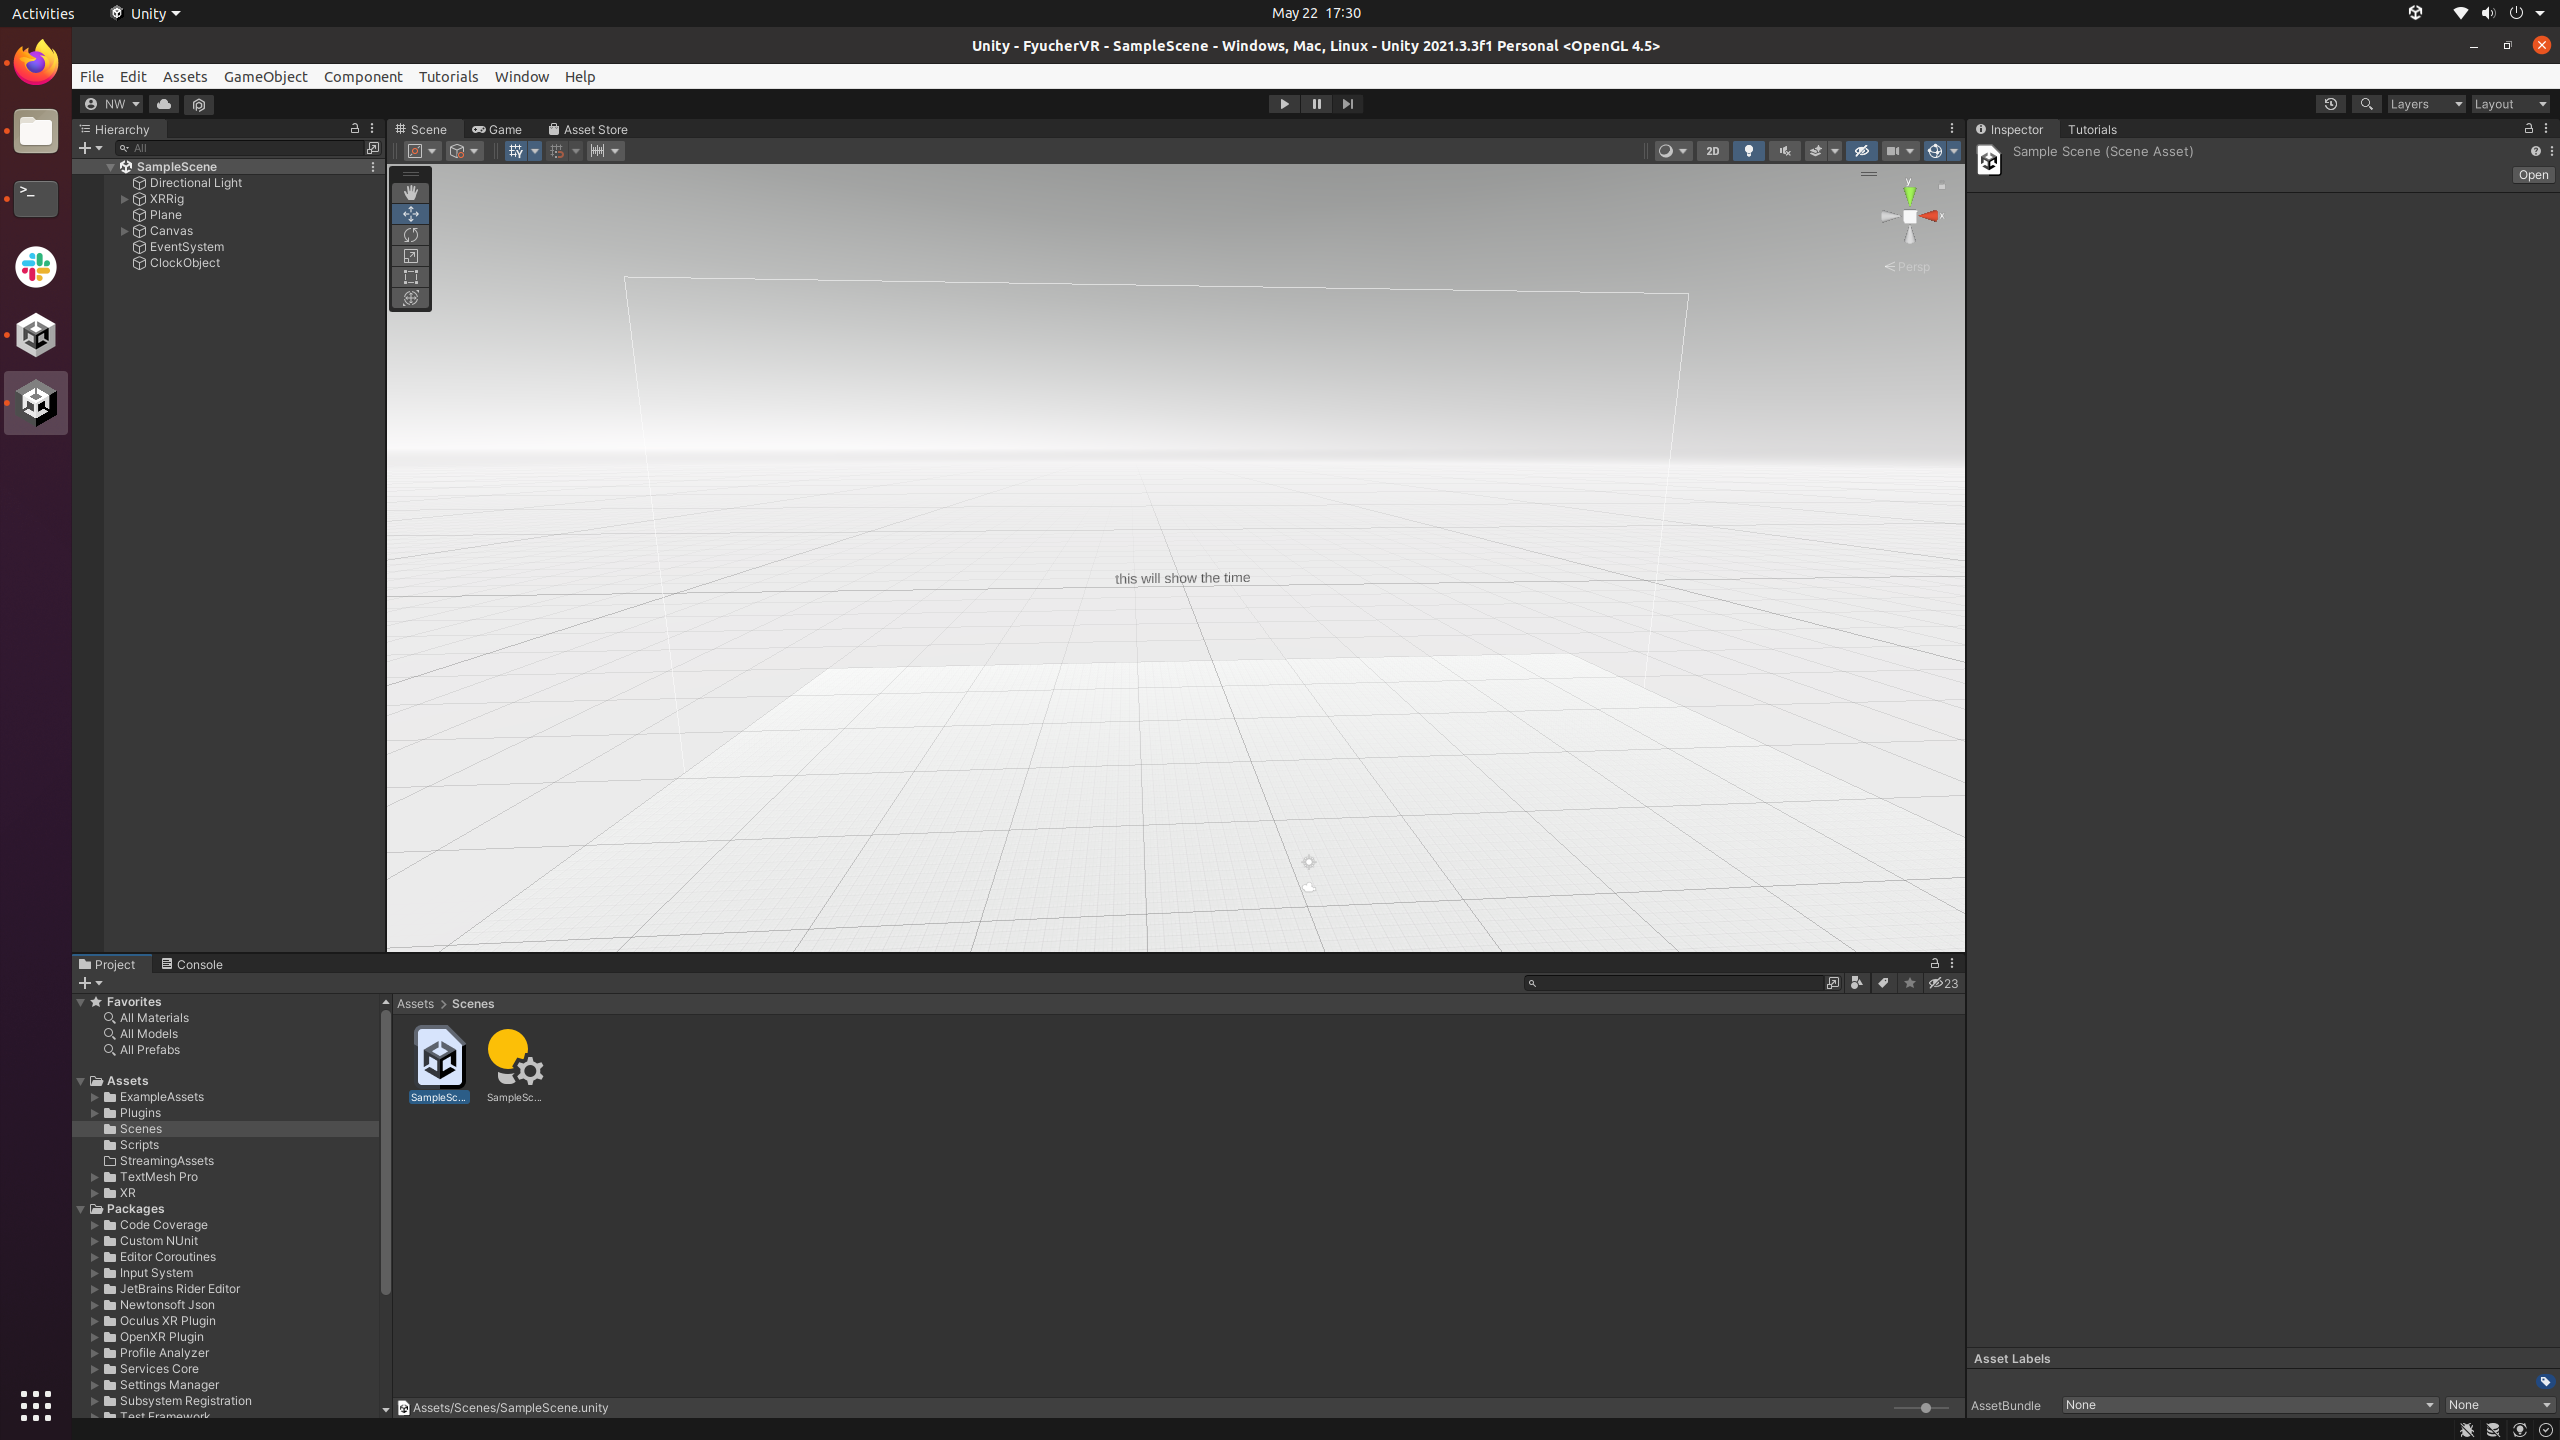 Activities
Unity
May 22 17:30
Unity - FyucherVR - SampleScene - Windows, Mac, Linux - Unity 2021.3.3f1 Personal <OpenGL 4.5>
File Edit Assets GameObject Component Tutorials Window Help
NW
Layers
Layout
Hierarchy
All
SampleScene
Directional Light
XRRig
Plane
Canvas
EventSystem
ClockObject
Scene
Game
Asset Store
2D
y
x
Persp
this will show the time
Inspector
Tutorials
Sample Scene (Scene Asset)
Open
Project
Console
23
Favorites
All Materials
All Models
All Prefabs
Assets
ExampleAssets
Plugins
Scenes
Scripts
StreamingAssets
TextMesh Pro
XR
Packages
Code Coverage
Custom NUnit
Editor Coroutines
Input System
JetBrains Rider Editor
Newtonsoft Json
Oculus XR Plugin
OpenXR Plugin
Profile Analyzer
Services Core
Settings Manager
Subsystem Registration
Test Framework
Assets > Scenes
SampleSc...
SampleSc...
Assets/Scenes/SampleScene.unity
Asset Labels
AssetBundle
None
None